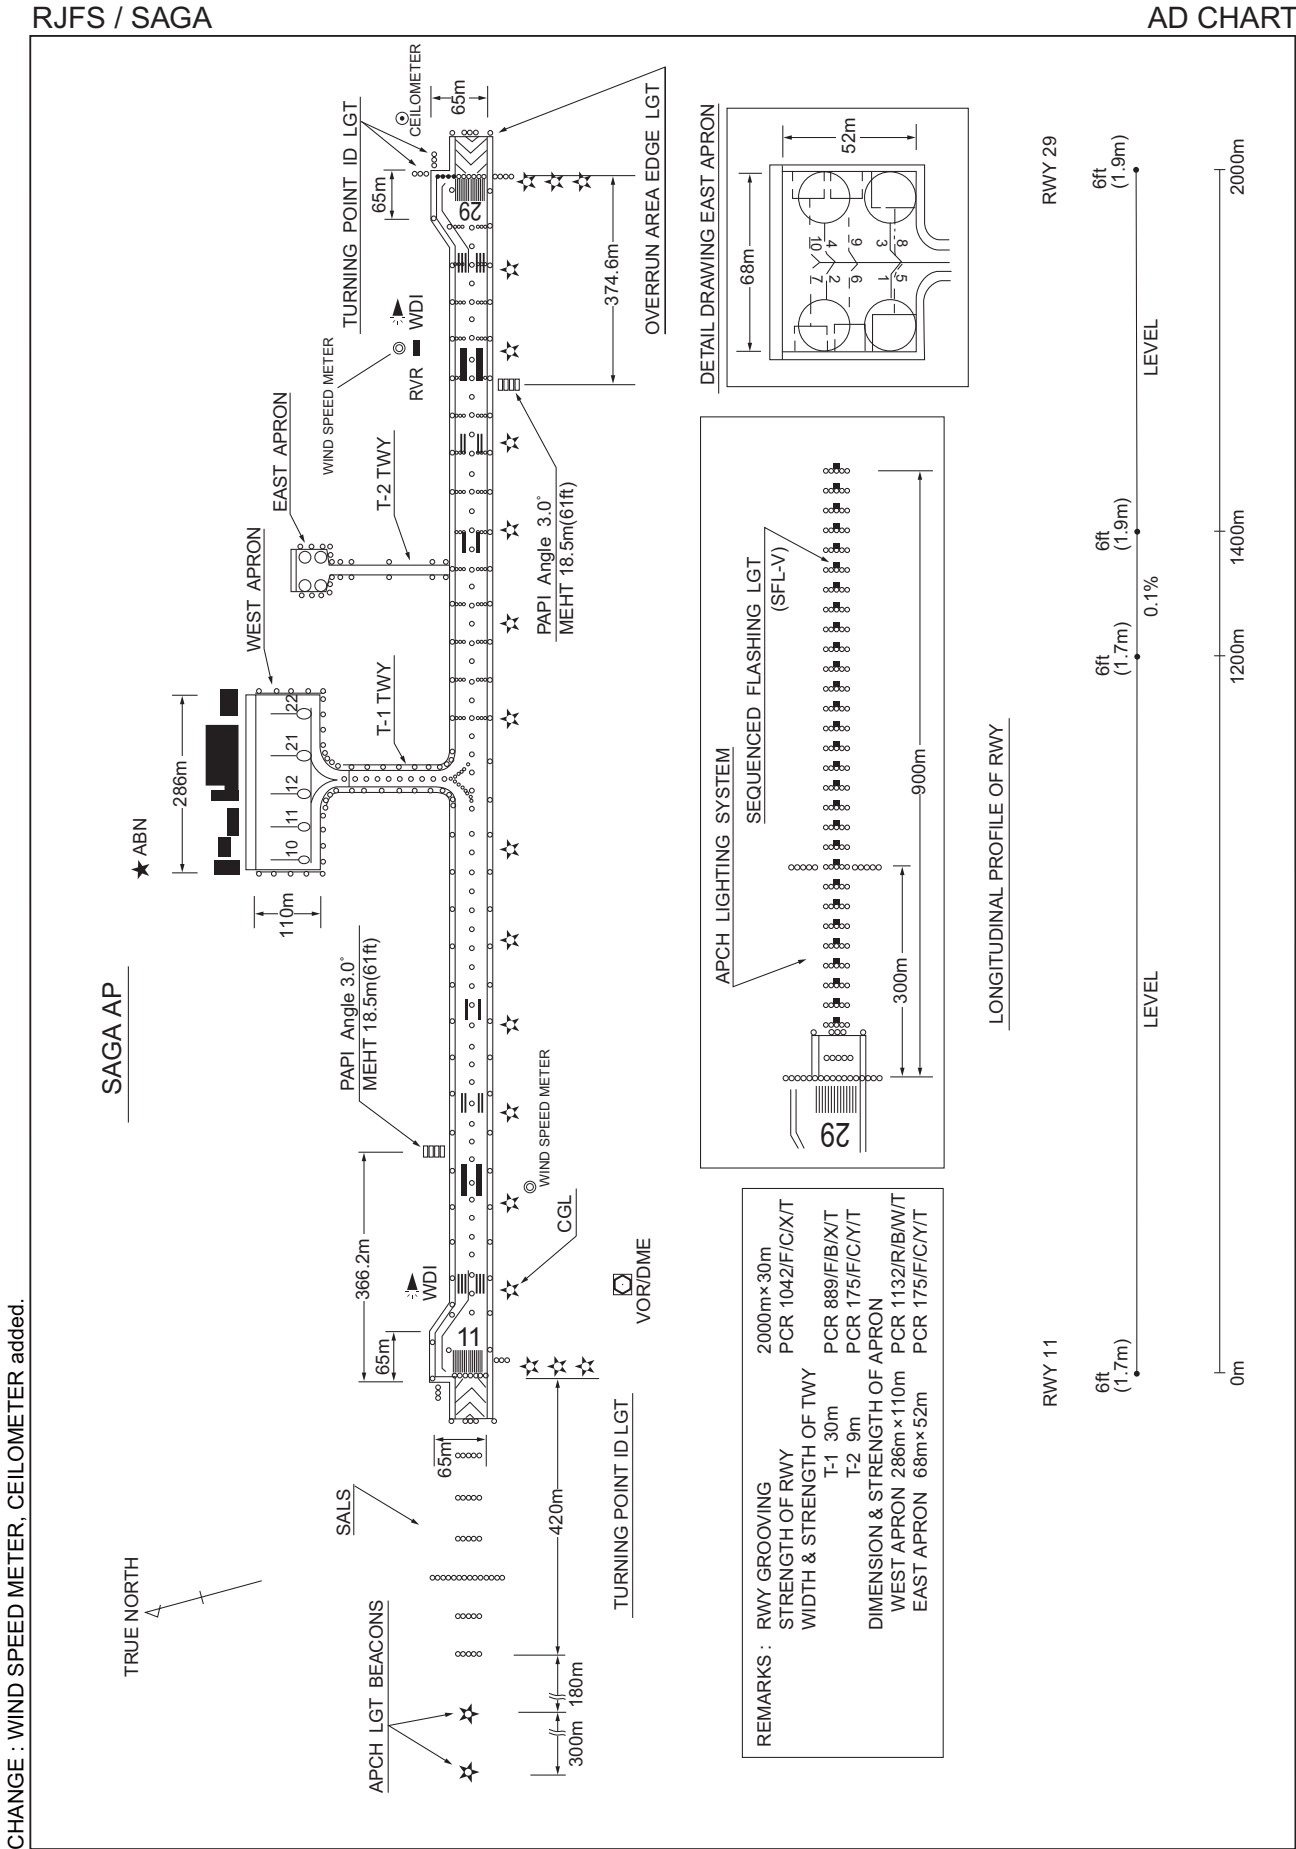 RJFS / SAGA
AD CHART
CHANGE : WIND SPEED METER, CEILOMETER added.
TRUE NORTH
SAGA AP
ABN
286m
110m
10
11
12
21
22
WEST APRON
EAST APRON
T-1 TWY
T-2 TWY
WIND SPEED METER
RVR
WDI
TURNING POINT ID LGT
CEILOMETER
65m
65m
PAPI Angle 3.0°
MEHT 18.5m(61ft)
366.2m
WDI
65m
65m
SALS
APCH LGT BEACONS
11
29
300m
180m
420m
TURNING POINT ID LGT
VOR/DME
CGL
WIND SPEED METER
PAPI Angle 3.0°
MEHT 18.5m(61ft)
374.6m
OVERRUN AREA EDGE LGT
DETAIL DRAWING EAST APRON
68m
52m
10
4
9
3
8
7
2
6
1
5
APCH LIGHTING SYSTEM
SEQUENCED FLASHING LGT
(SFL-V)
29
300m
900m
REMARKS : RWY GROOVING 2000m×30m
STRENGTH OF RWY PCR 1042/F/C/X/T
WIDTH & STRENGTH OF TWY
T-1 30m PCR 889/F/B/X/T
T-2 9m PCR 175/F/C/Y/T
DIMENSION & STRENGTH OF APRON
WEST APRON 286m×110m PCR 1132/R/B/W/T
EAST APRON 68m×52m PCR 175/F/C/Y/T
LONGITUDINAL PROFILE OF RWY
RWY 11
RWY 29
6ft
(1.7m)
6ft
(1.7m)
6ft
(1.9m)
6ft
(1.9m)
LEVEL
0.1%
LEVEL
0m
1200m
1400m
2000m